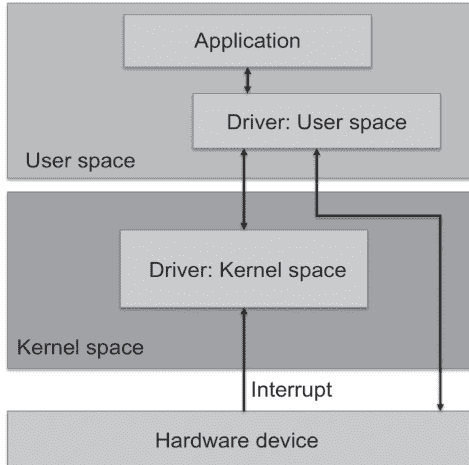 Application
Driver: User space
User space
Driver: Kernel space
Kernel space
Interrupt
Hardware device